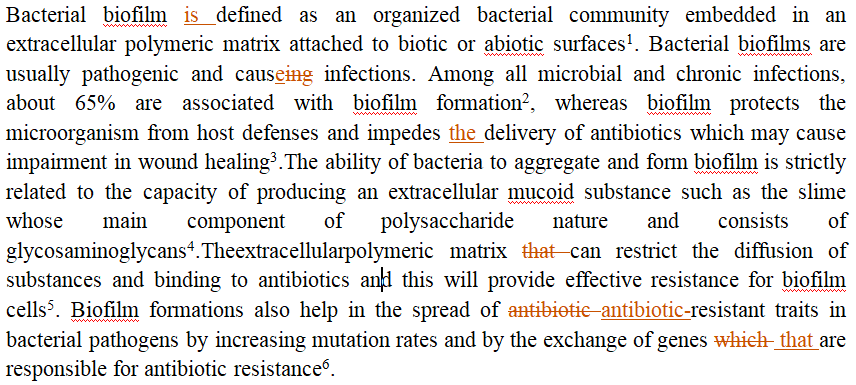 Bacterial biofilm is defined as an organized bacterial community embedded in an
extracellular polymeric matrix attached to biotic or abiotic surfaces¹. Bacterial biofilms are
usually pathogenic and causeing infections. Among all microbial and chronic infections,
about 65% are associated with biofilm formation², whereas biofilm protects the
microorganism from host defenses and impedes the delivery of antibiotics which may cause
impairment in wound healing³.The ability of bacteria to aggregate and form biofilm is strictly
related to the capacity of producing an extracellular mucoid substance such as the slime
whose main component of polysaccharide nature and consists of
glycosaminoglycans⁴.Theextracellularpolymeric matrix that can restrict the diffusion of
substances and binding to antibiotics and this will provide effective resistance for biofilm
cells⁵. Biofilm formations also help in the spread of antibiotic antibiotic-resistant traits in
bacterial pathogens by increasing mutation rates and by the exchange of genes which that are
responsible for antibiotic resistance⁶.